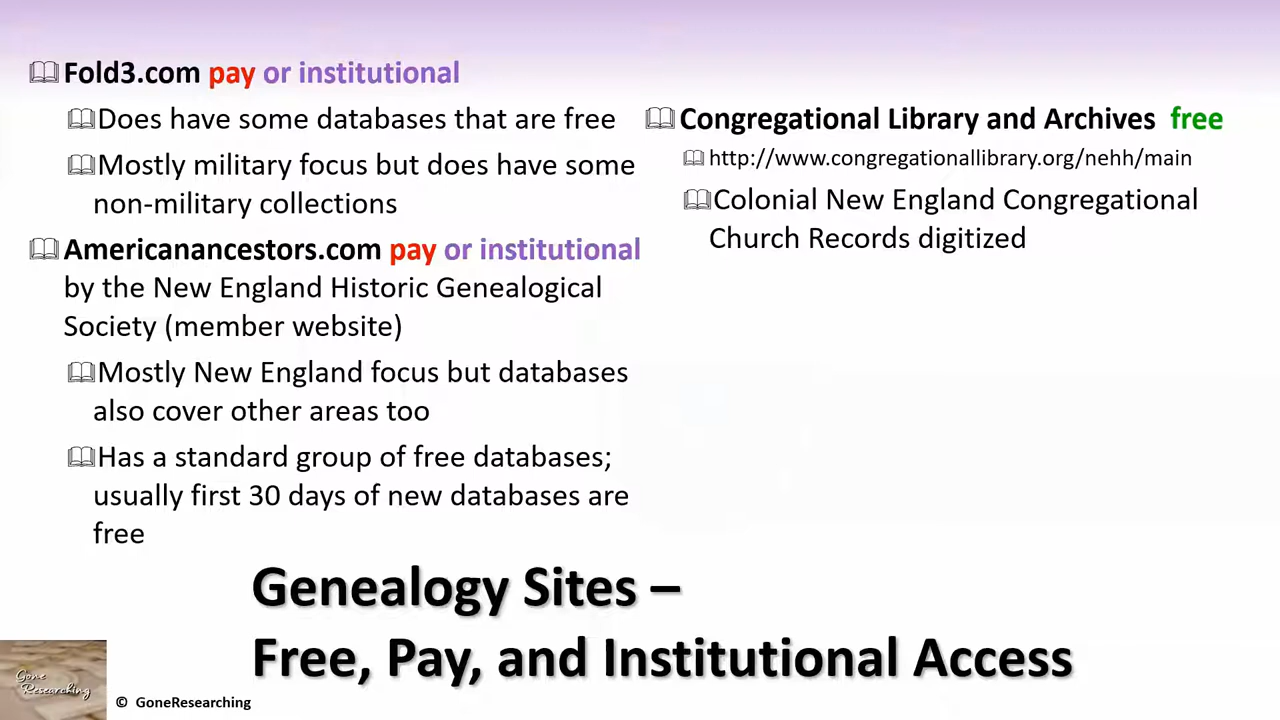 Fold3.com pay or institutional
Does have some databases that are free
Mostly military focus but does have some
non-military collections
Americanancestors.com pay or institutional
by the New England Historic Genealogical
Society (member website)
Mostly New England focus but databases
also cover other areas too
Has a standard group of free databases;
usually first 30 days of new databases are
free
Congregational Library and Archives free
http://www.congregationallibrary.org/nehh/main
Colonial New England Congregational
Church Records digitized
Genealogy Sites –
Free, Pay, and Institutional Access
Gone
Researching
© GoneResearching